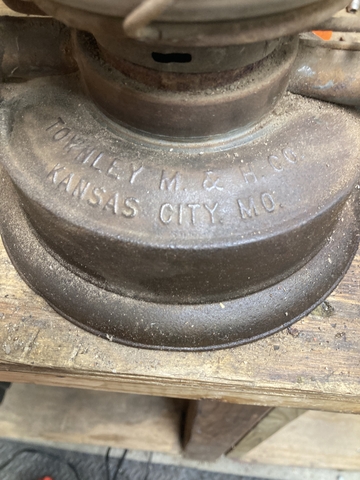 TOWNLEY M. & H. Co
KANSAS CITY. MO.